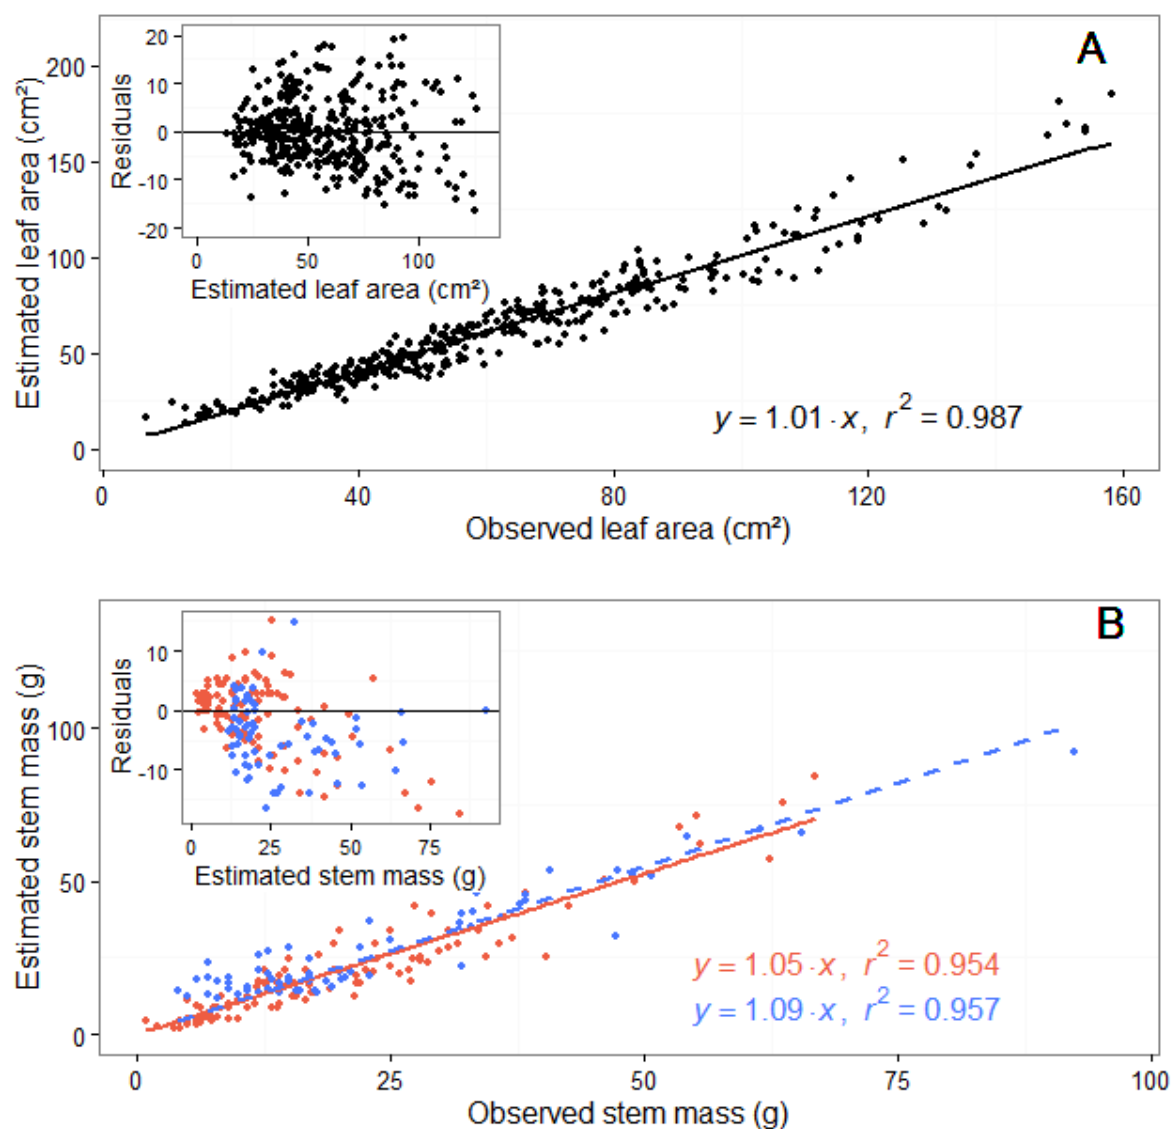 A
Estimated leaf area (cm²)
200
150
100
50
0
0 40 80 120 160
Observed leaf area (cm²)
y = 1.01 · x, r² = 0.987
Residuals
20
10
0
-10
-20
0 50 100
Estimated leaf area (cm²)
B
Estimated stem mass (g)
100
50
0
0 25 50 75 100
Observed stem mass (g)
y = 1.05 · x, r² = 0.954
y = 1.09 · x, r² = 0.957
Residuals
10
0
-10
0 25 50 75
Estimated stem mass (g)